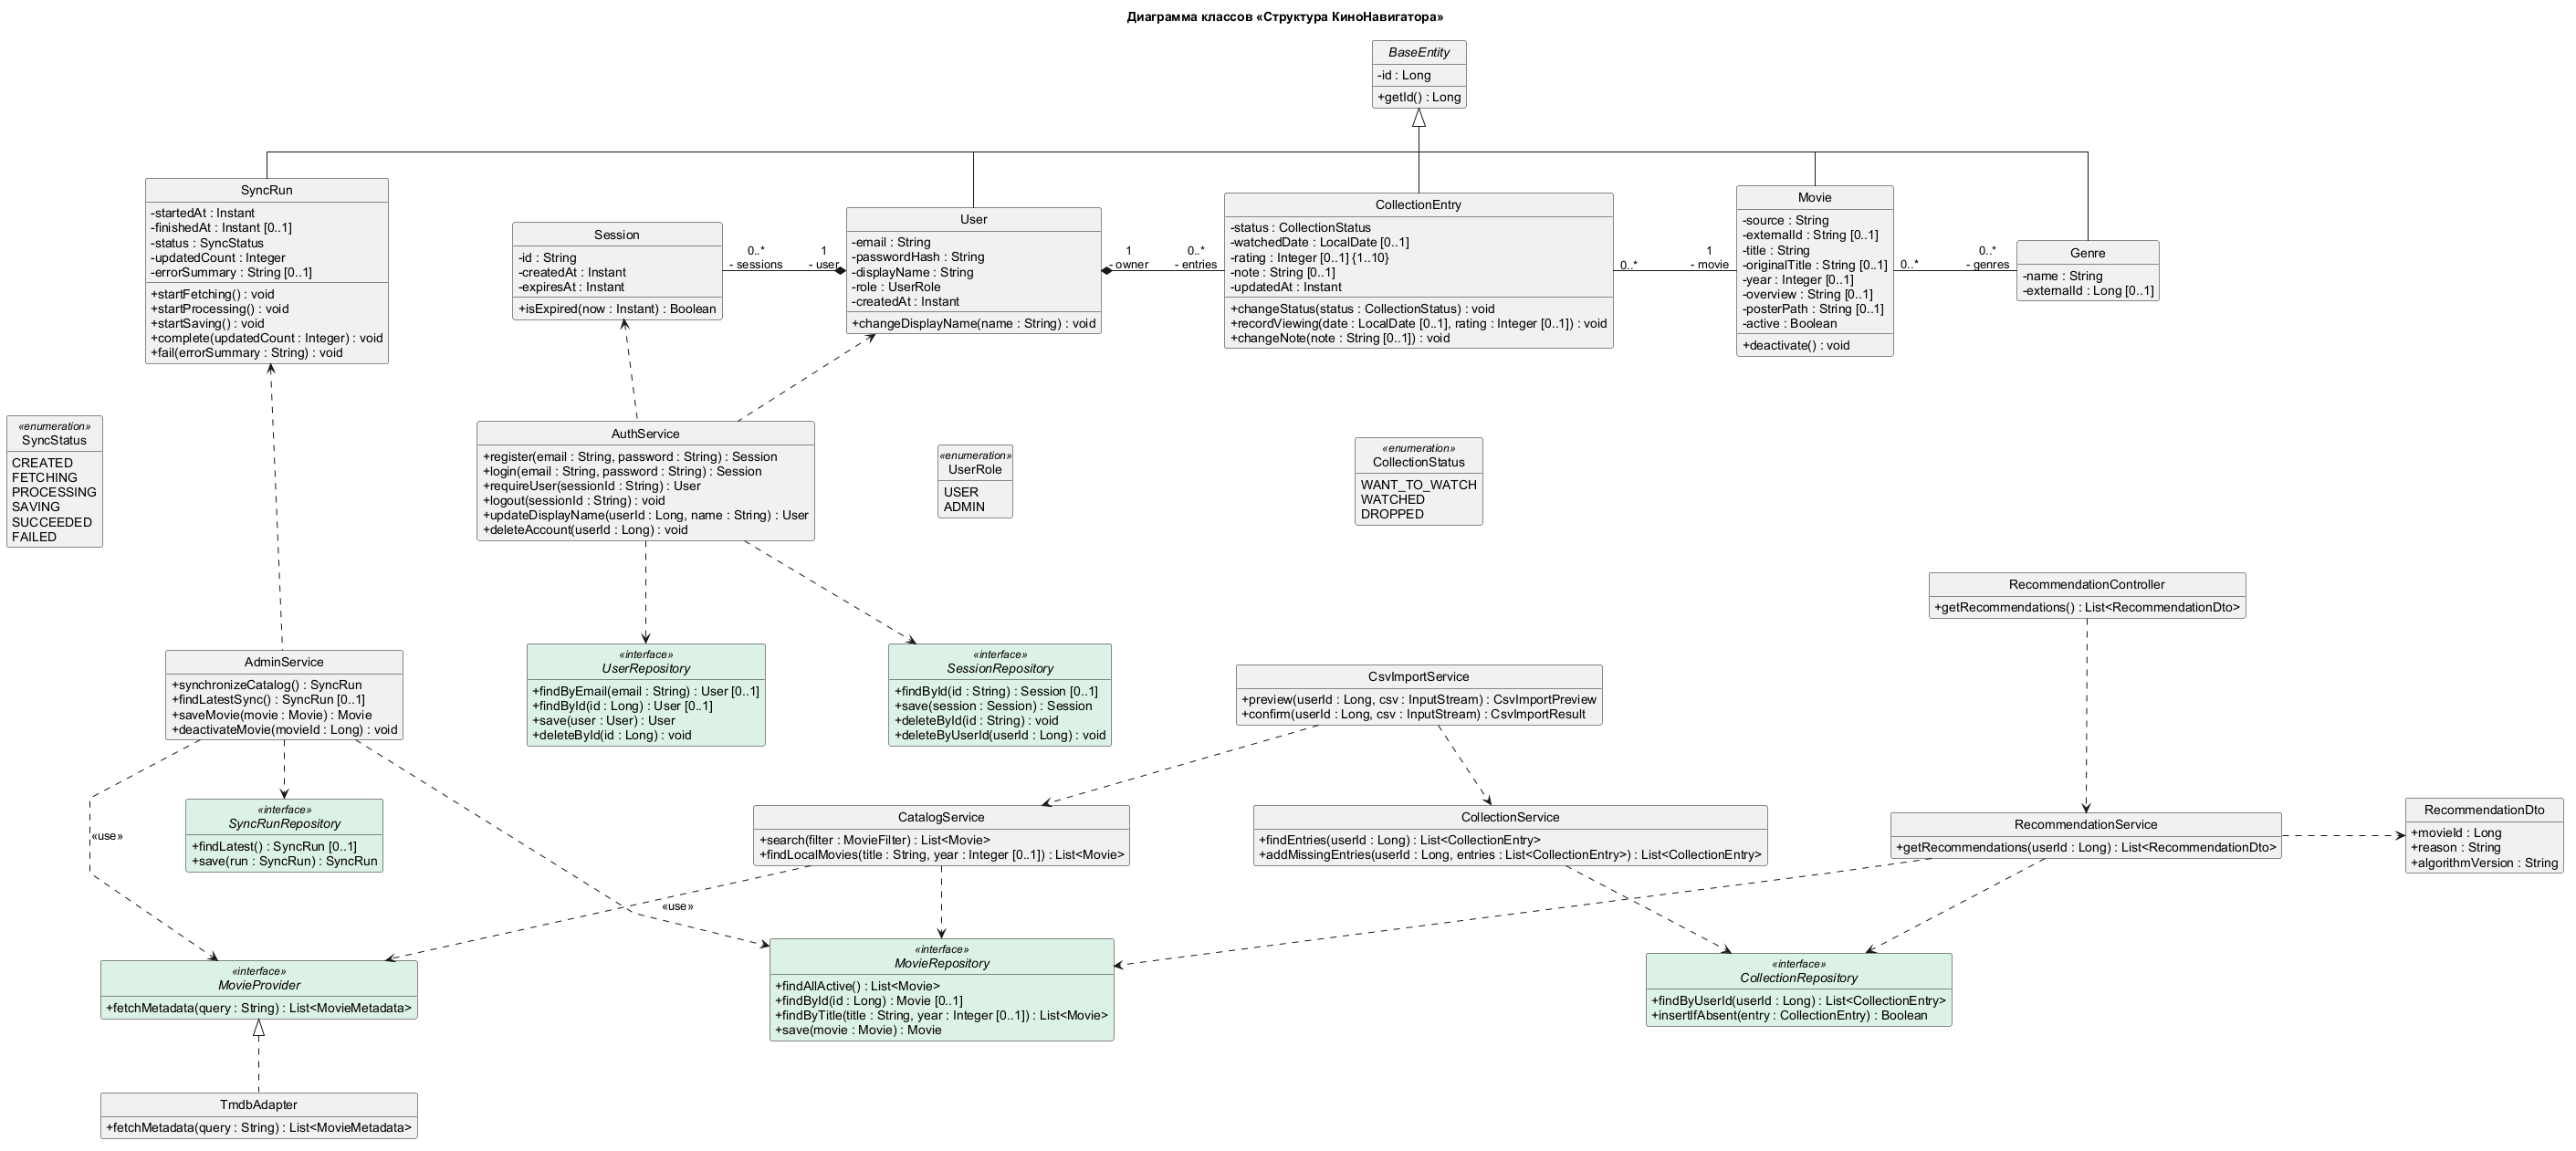 Диаграмма классов «Структура КиноНавигатора»
BaseEntity
-id : Long
+getId() : Long
SyncRun
-startedAt : Instant
-finishedAt : Instant [0..1]
-status : SyncStatus
-updatedCount : Integer
-errorSummary : String [0..1]
+startFetching() : void
+startProcessing() : void
+startSaving() : void
+complete(updatedCount : Integer) : void
+fail(errorSummary : String) : void
Session
-id : String
-createdAt : Instant
-expiresAt : Instant
+isExpired(now : Instant) : Boolean
0..*
- sessions
1
- user
User
-email : String
-passwordHash : String
-displayName : String
-role : UserRole
-createdAt : Instant
+changeDisplayName(name : String) : void
1
- owner
0..*
- entries
CollectionEntry
-status : CollectionStatus
-watchedDate : LocalDate [0..1]
-rating : Integer [0..1] {1..10}
-note : String [0..1]
-updatedAt : Instant
+changeStatus(status : CollectionStatus) : void
+recordViewing(date : LocalDate [0..1], rating : Integer [0..1]) : void
+changeNote(note : String [0..1]) : void
0..*
1
- movie
Movie
-source : String
-externalId : String [0..1]
-title : String
-originalTitle : String [0..1]
-year : Integer [0..1]
-overview : String [0..1]
-posterPath : String [0..1]
-active : Boolean
+deactivate() : void
0..*
0..*
- genres
Genre
-name : String
-externalId : Long [0..1]
«enumeration»
SyncStatus
CREATED
FETCHING
PROCESSING
SAVING
SUCCEEDED
FAILED
AuthService
+register(email : String, password : String) : Session
+login(email : String, password : String) : Session
+requireUser(sessionId : String) : User
+logout(sessionId : String) : void
+updateDisplayName(userId : Long, name : String) : User
+deleteAccount(userId : Long) : void
«enumeration»
UserRole
USER
ADMIN
«enumeration»
CollectionStatus
WANT_TO_WATCH
WATCHED
DROPPED
RecommendationController
+getRecommendations() : List<RecommendationDto>
AdminService
+synchronizeCatalog() : SyncRun
+findLatestSync() : SyncRun [0..1]
+saveMovie(movie : Movie) : Movie
+deactivateMovie(movieId : Long) : void
«interface»
UserRepository
+findByEmail(email : String) : User [0..1]
+findById(id : Long) : User [0..1]
+save(user : User) : User
+deleteById(id : Long) : void
«interface»
SessionRepository
+findById(id : String) : Session [0..1]
+save(session : Session) : Session
+deleteById(id : String) : void
+deleteByUserId(userId : Long) : void
CsvImportService
+preview(userId : Long, csv : InputStream) : CsvImportPreview
+confirm(userId : Long, csv : InputStream) : CsvImportResult
«use»
«interface»
SyncRunRepository
+findLatest() : SyncRun [0..1]
+save(run : SyncRun) : SyncRun
CatalogService
+search(filter : MovieFilter) : List<Movie>
+findLocalMovies(title : String, year : Integer [0..1]) : List<Movie>
CollectionService
+findEntries(userId : Long) : List<CollectionEntry>
+addMissingEntries(userId : Long, entries : List<CollectionEntry>) : List<CollectionEntry>
RecommendationService
+getRecommendations(userId : Long) : List<RecommendationDto>
RecommendationDto
+movieId : Long
+reason : String
+algorithmVersion : String
«use»
«interface»
MovieProvider
+fetchMetadata(query : String) : List<MovieMetadata>
«interface»
MovieRepository
+findAllActive() : List<Movie>
+findById(id : Long) : Movie [0..1]
+findByTitle(title : String, year : Integer [0..1]) : List<Movie>
+save(movie : Movie) : Movie
«interface»
CollectionRepository
+findByUserId(userId : Long) : List<CollectionEntry>
+insertIfAbsent(entry : CollectionEntry) : Boolean
TmdbAdapter
+fetchMetadata(query : String) : List<MovieMetadata>